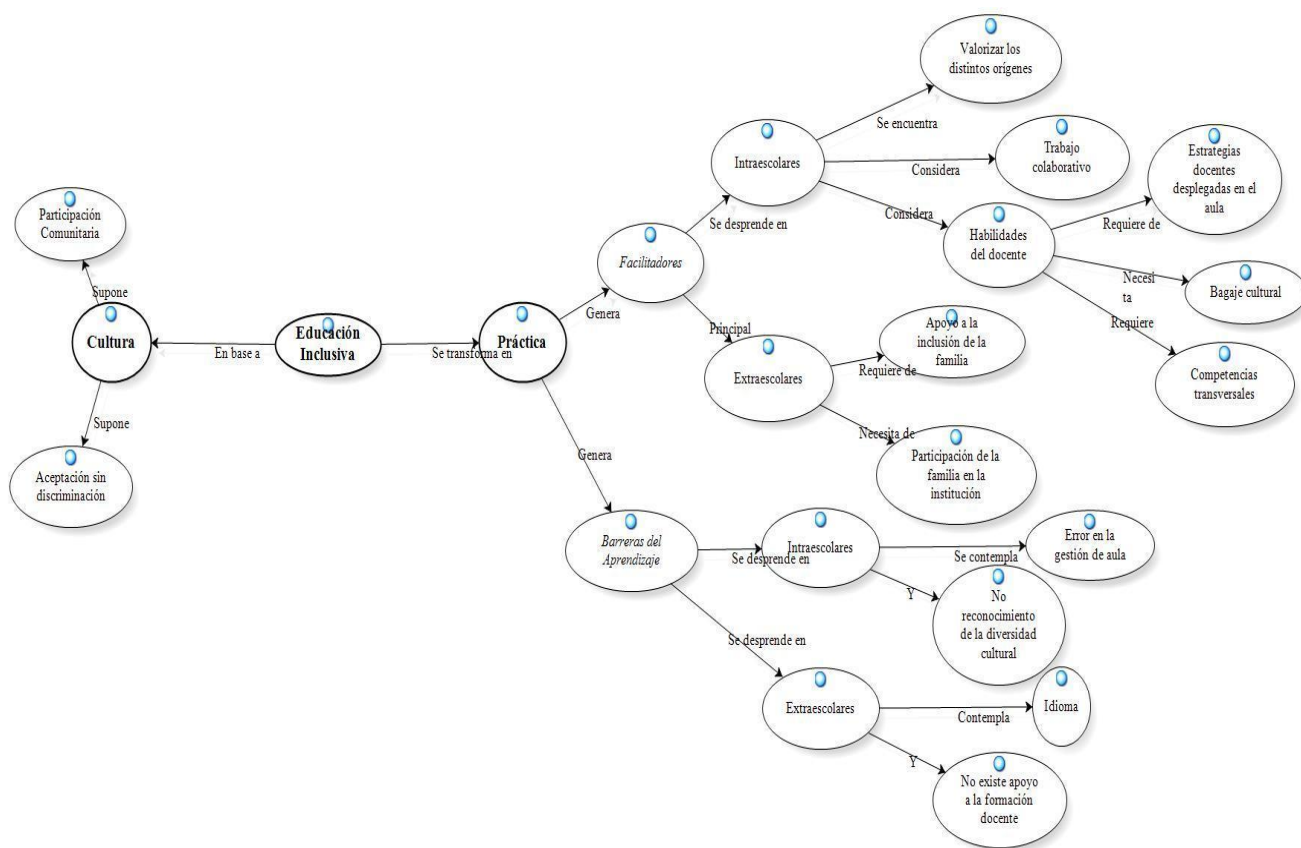 Valorizar los
distintos orígenes
Se encuentra
Intraescolares
Considera
Trabajo
colaborativo
Estrategias
docentes
desplegadas en el
aula
Considera
Requiere de
Habilidades
del docente
Necesi
ta
Bagaje cultural
Requiere
Competencias
transversales
Se desprende en
Facilitadores
Participación
Comunitaria
Supone
Cultura
En base a
Educación
Inclusiva
Se transforma en
Práctica
Genera
Principal
Apoyo a la
inclusión de la
familia
Extraescolares
Requiere de
Necesita de
Participación de la
familia en la
institución
Supone
Aceptación sin
discriminación
Genera
Barreras del
Aprendizaje
Se desprende en
Intraescolares
Se contempla
Error en la
gestión de aula
Y
No
reconocimiento
de la diversidad
cultural
Se desprende en
Extraescolares
Contempla
Idioma
Y
No existe apoyo
a la formación
docente